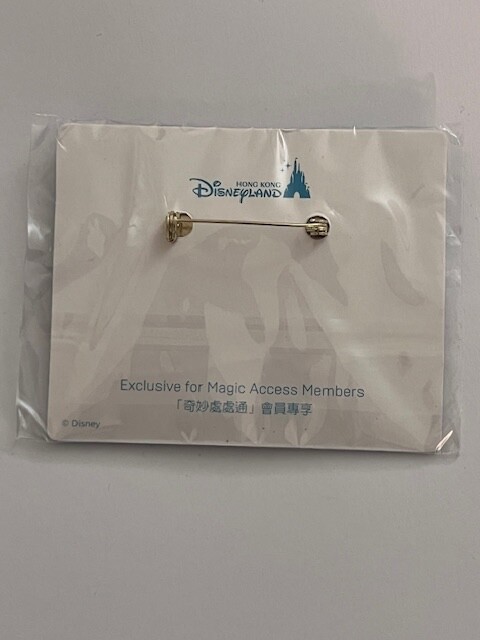 HONG KONG
DISNEYLAND
Exclusive for Magic Access Members
「奇妙處處通」會員專享
© Disney